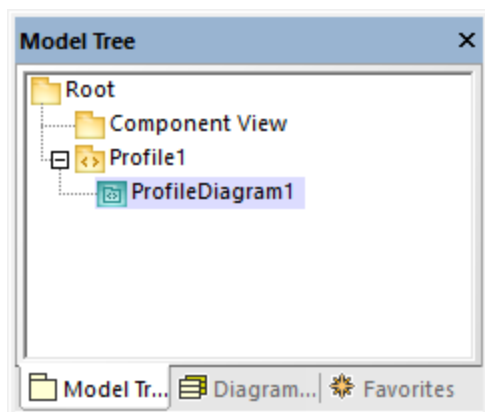 Model Tree
Root
Component View
Profile1
ProfileDiagram1
Model Tr... Diagram... Favorites